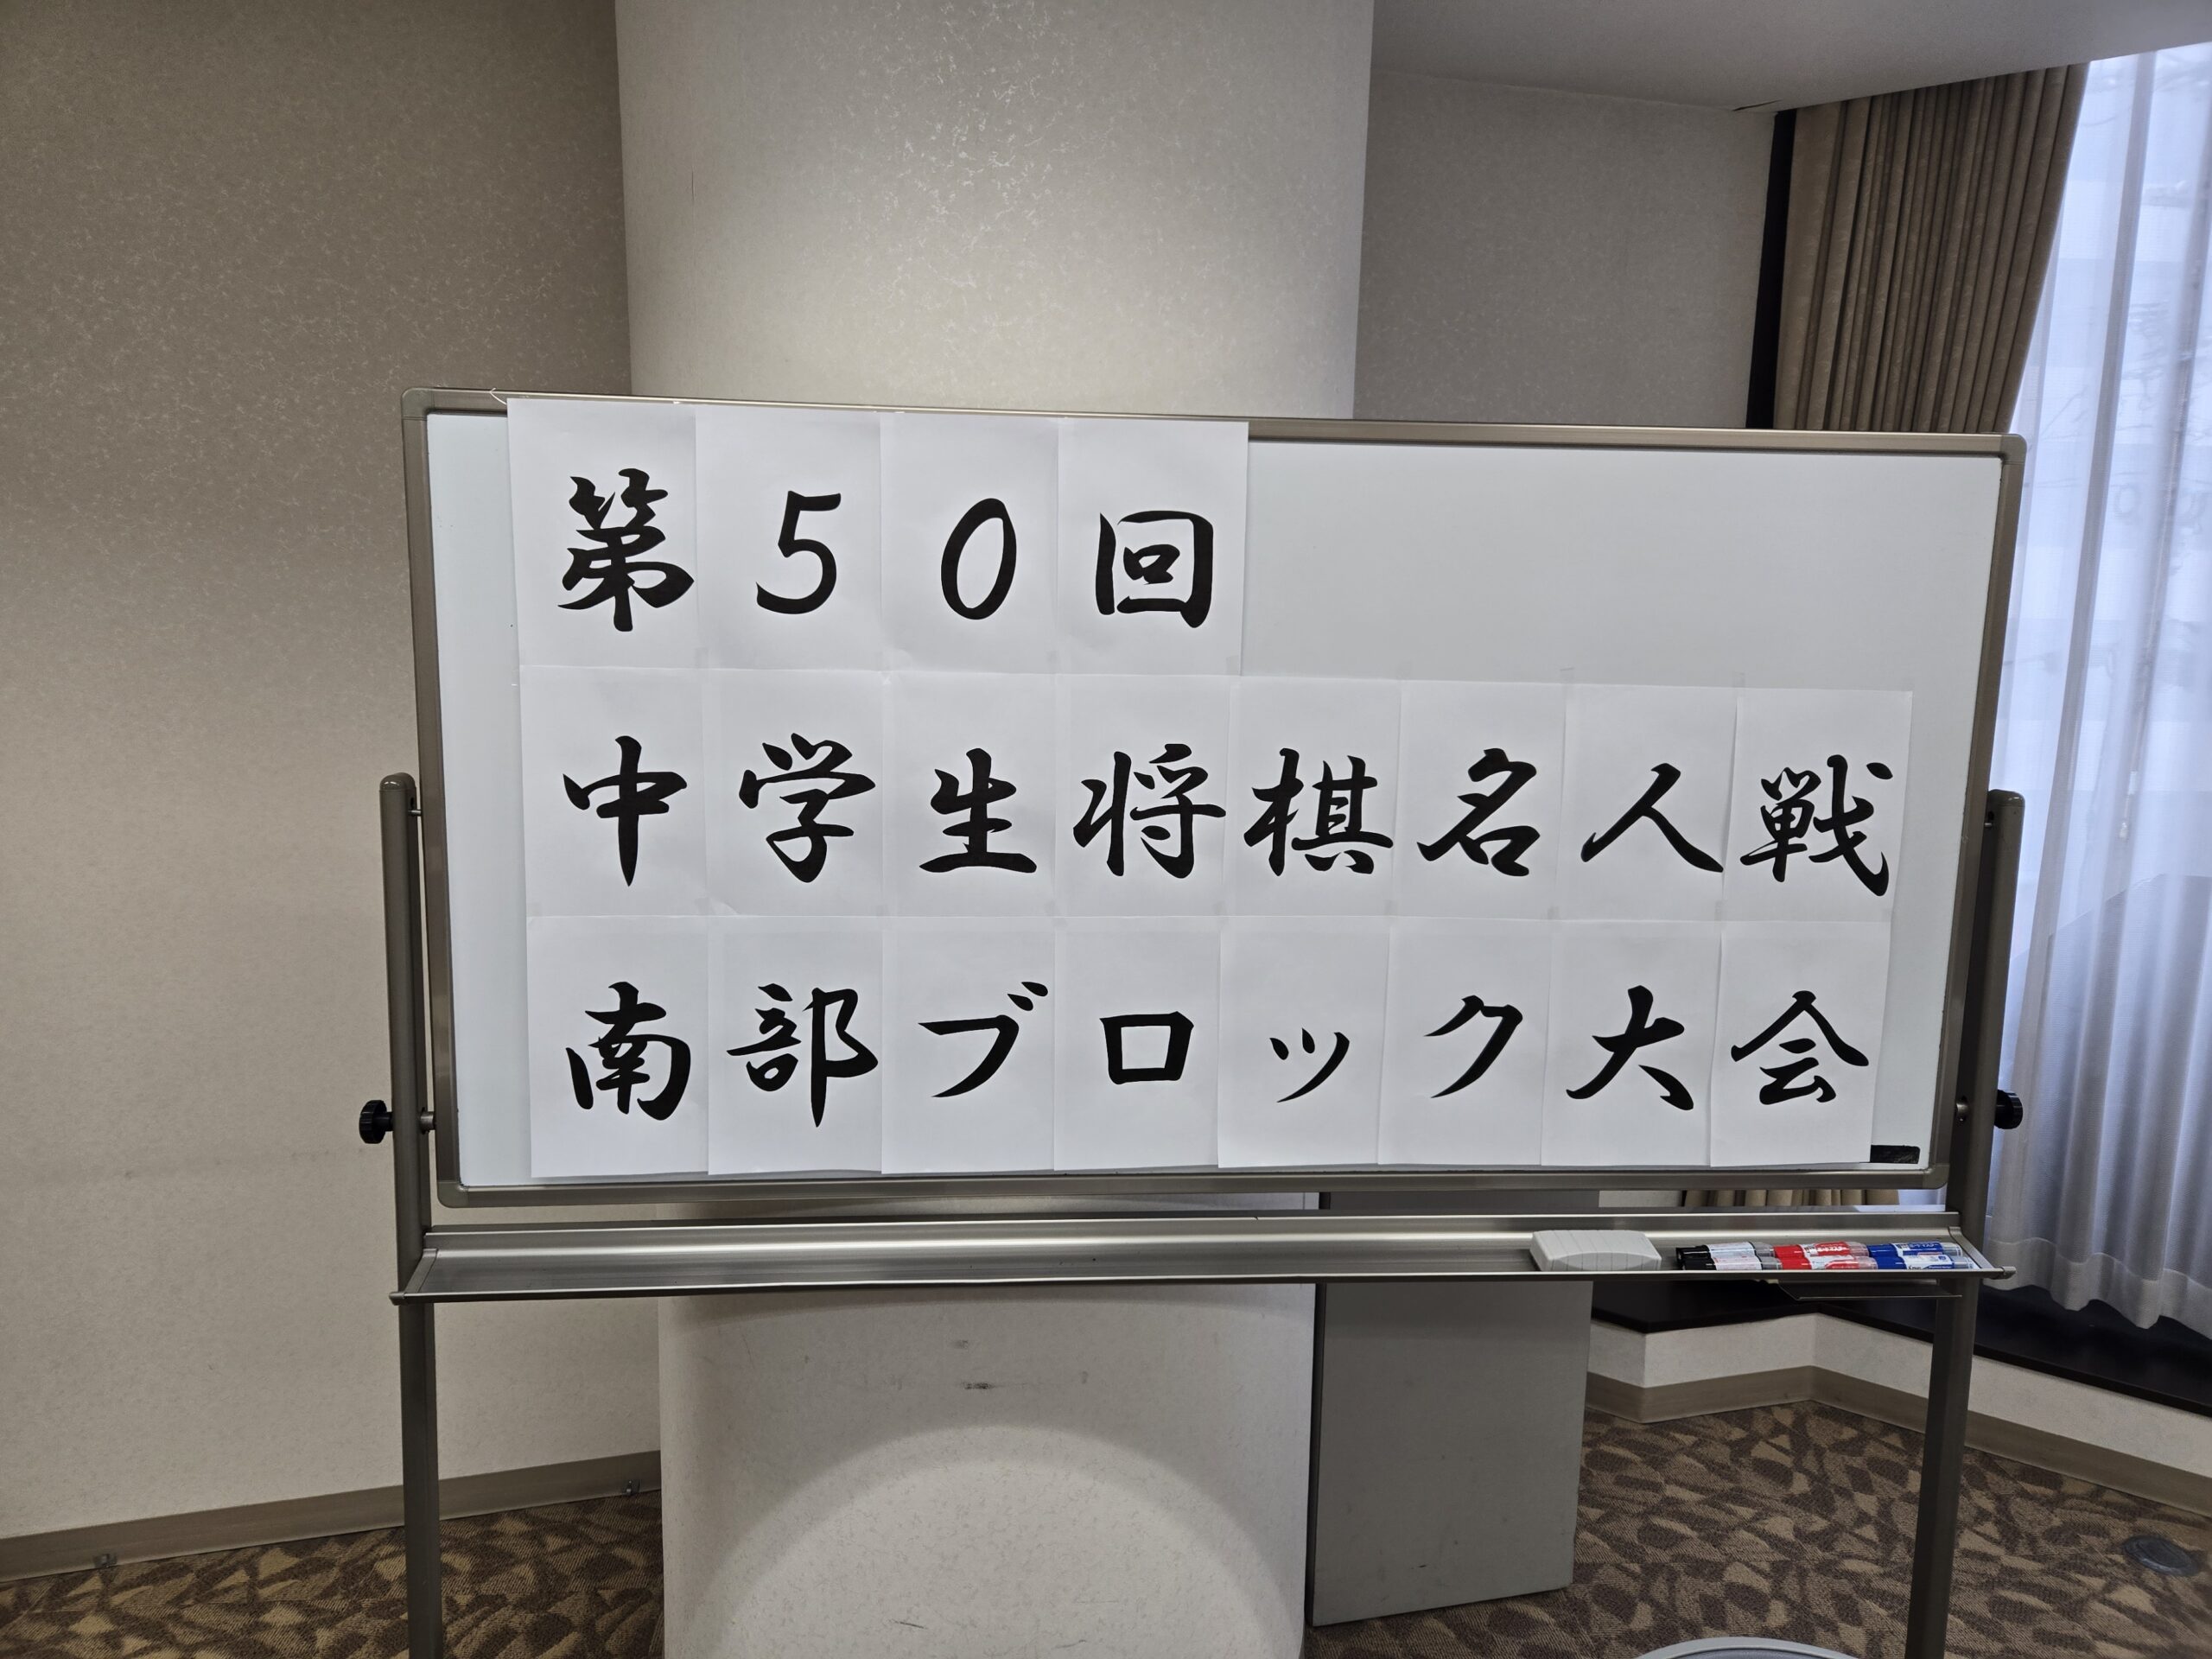 第50回
中学生将棋名人戦
南部ブロック大会